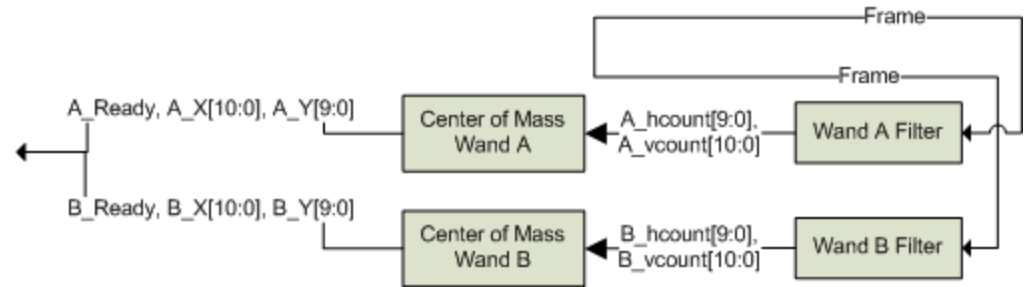 Frame
Frame
A_Ready, A_X[10:0], A_Y[9:0]
Center of Mass
Wand A
A_hcount[9:0],
A_vcount[10:0]
Wand A Filter
B_Ready, B_X[10:0], B_Y[9:0]
Center of Mass
Wand B
B_hcount[9:0],
B_vcount[10:0]
Wand B Filter